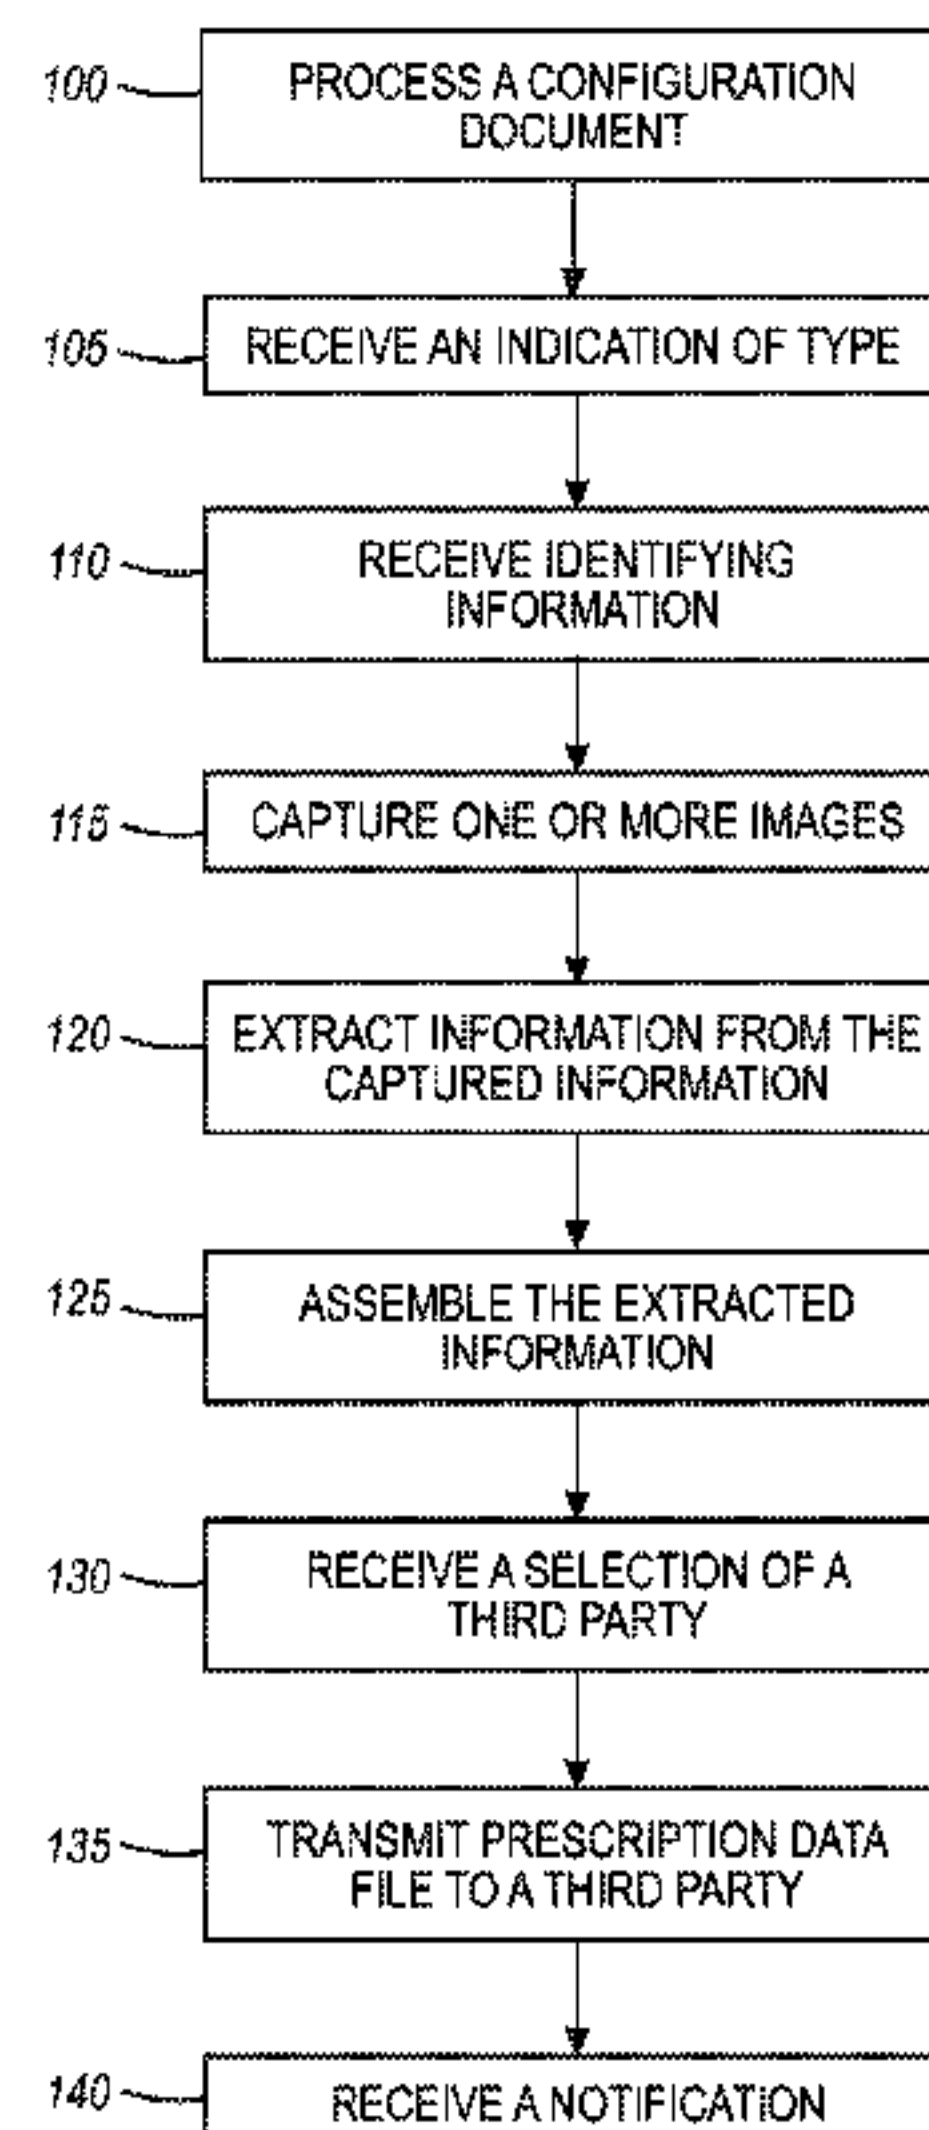 100
PROCESS A CONFIGURATION
DOCUMENT
105
RECEIVE AN INDICATION OF TYPE
110
RECEIVE IDENTIFYING
INFORMATION
115
CAPTURE ONE OR MORE IMAGES
120
EXTRACT INFORMATION FROM THE
CAPTURED INFORMATION
125
ASSEMBLE THE EXTRACTED
INFORMATION
130
RECEIVE A SELECTION OF A
THIRD PARTY
135
TRANSMIT PRESCRIPTION DATA
FILE TO A THIRD PARTY
140
RECEIVE A NOTIFICATION